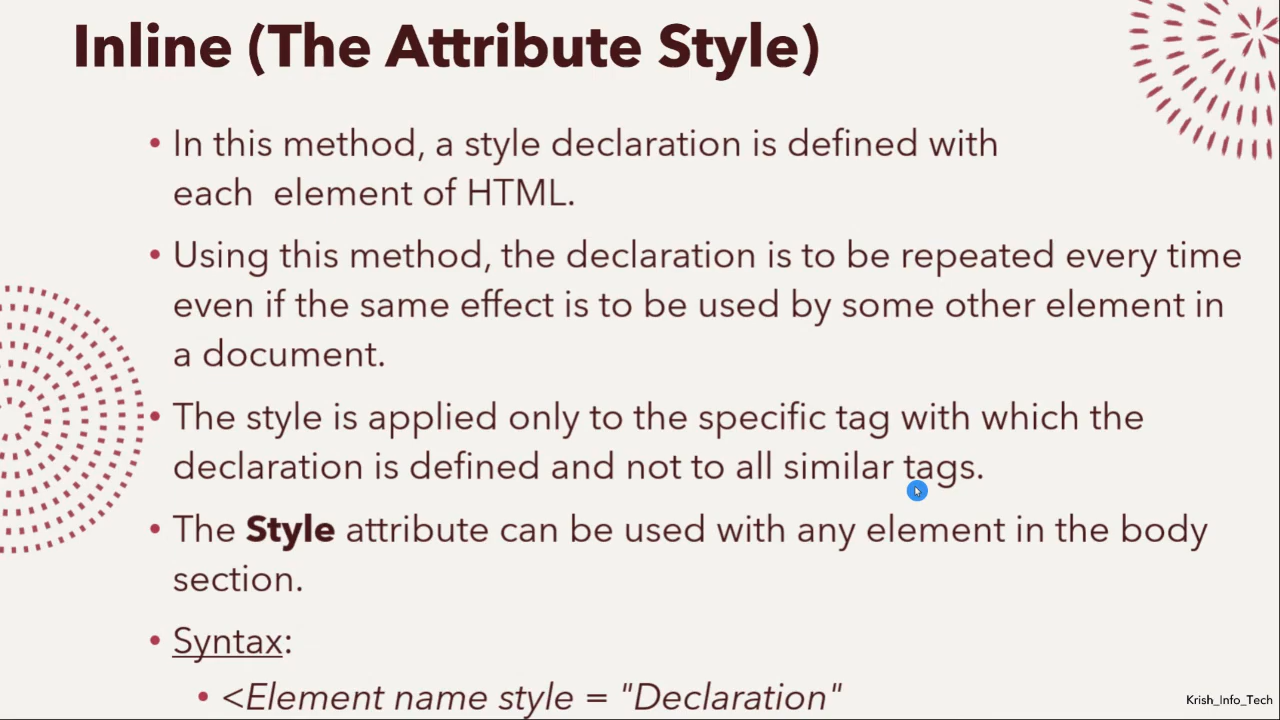 Inline (The Attribute Style)
• In this method, a style declaration is defined with
each  element of HTML.
• Using this method, the declaration is to be repeated every time
even if the same effect is to be used by some other element in
a document.
• The style is applied only to the specific tag with which the
declaration is defined and not to all similar tags.
• The Style attribute can be used with any element in the body
section.
• Syntax:
• <Element name style = "Declaration"
Krish_Info_Tech